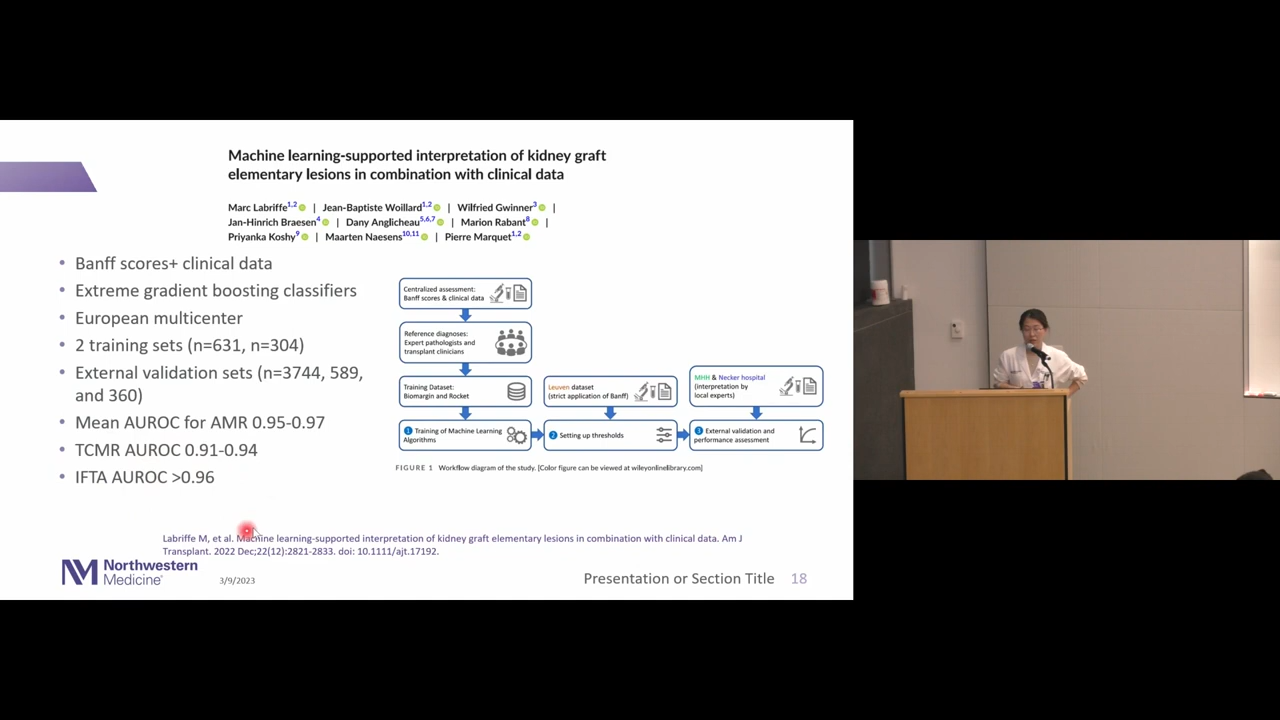 Machine learning-supported interpretation of kidney graft
elementary lesions in combination with clinical data
Marc Labriffe1,2 | Jean-Baptiste Woillard1,2 | Wilfried Gwinner3 |
Jan-Hinrich Braesen4 | Dany Anglicheau5,6,7 | Marion Rabant8 |
Priyanka Koshy9 | Maarten Naesens10,11 | Pierre Marquet1,2
• Banff scores+ clinical data
• Extreme gradient boosting classifiers
• European multicenter
• 2 training sets (n=631, n=304)
• External validation sets (n=3744, 589,
and 360)
• Mean AUROC for AMR 0.95-0.97
• TCMR AUROC 0.91-0.94
• IFTA AUROC >0.96
Centralized assessment:
Banff scores & clinical data
Reference diagnoses:
Expert pathologists and
transplant clinicians
Training Dataset:
Biomargin and Rocket
Leuven dataset
(strict application of Banff)
MHH & Necker hospital
(interpretation by
local experts)
1 Training of Machine Learning
Algorithms
2 Setting up thresholds
3 External validation and
performance assessment
FIGURE 1 Workflow diagram of the study. [Color figure can be viewed at wileyonlinelibrary.com]
Labriffe M, et al. Machine learning-supported interpretation of kidney graft elementary lesions in combination with clinical data. Am J
Transplant. 2022 Dec;22(12):2821-2833. doi: 10.1111/ajt.17192.
NM Northwestern
Medicine
3/9/2023
Presentation or Section Title 18